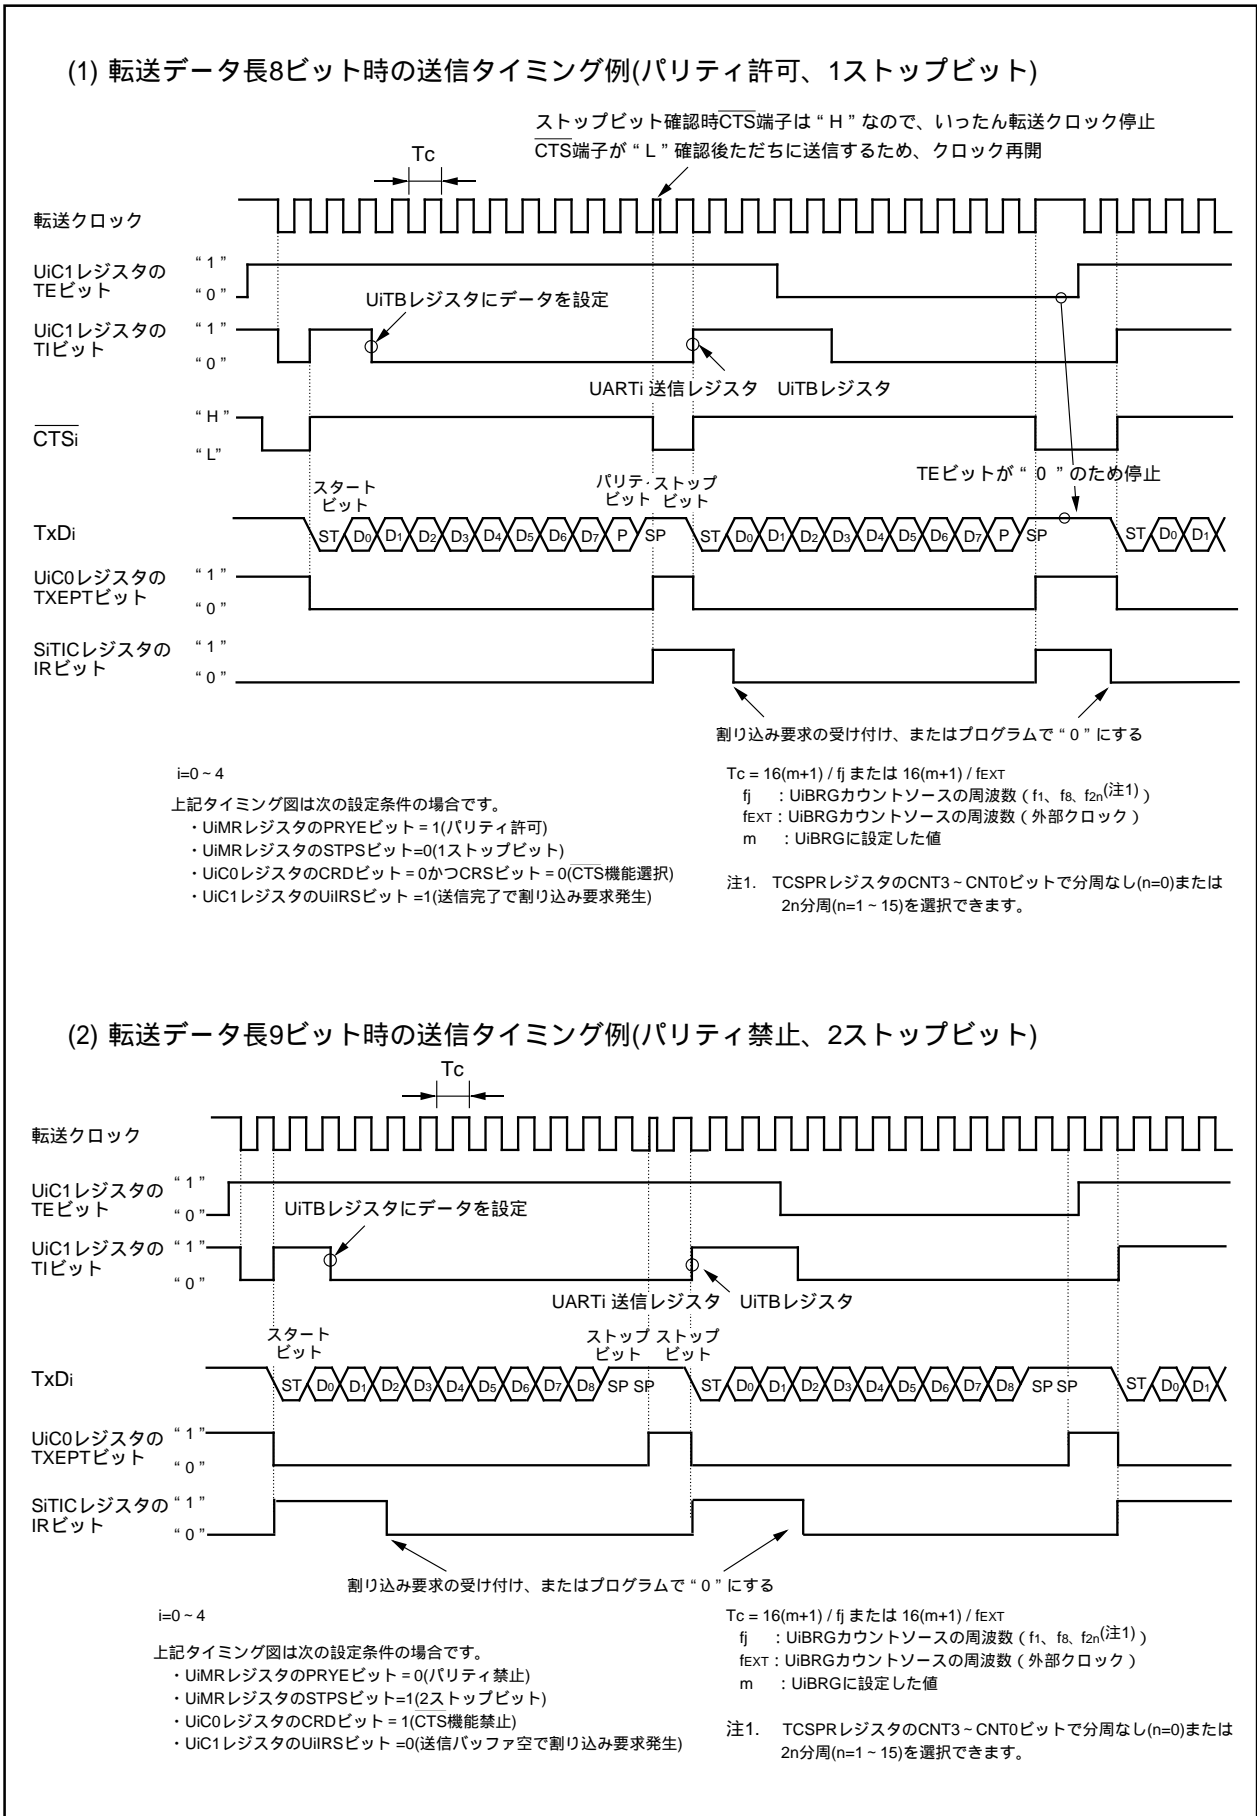 (1) 転送データ長8ビット時の送信タイミング例(パリティ許可、1ストップビット)
ストップビット確認時CTS端子は“ H ” なので、いったん転送クロック停止
CTS端子が “ L ” 確認後ただちに送信するため、クロック再開
Tc
転送クロック
UiC1レジスタの
TEビット
“ 1 ”
“ 0 ”
UiTBレジスタにデータを設定
UiC1レジスタの
TIビット
“ 1 ”
“ 0 ”
UARTi 送信レジスタ UiTBレジスタ
CTSi
“ H ”
“ L”
TEビットが “ 0 ” のため停止
スタート
ビット
パリティ
ビット
ストップ
ビット
TxDi
ST D0 D1 D2 D3 D4 D5 D6 D7 P SP ST D0 D1 D2 D3 D4 D5 D6 D7 P SP ST D0 D1
UiC0レジスタの
TXEPTビット
“ 1 ”
“ 0 ”
SiTICレジスタの
IRビット
“ 1 ”
“ 0 ”
割り込み要求の受け付け、またはプログラムで “ 0 ” にする
i=0 ~ 4
上記タイミング図は次の設定条件の場合です。
・UiMRレジスタのPRYEビット = 1(パリティ許可)
・UiMRレジスタのSTPSビット=0(1ストップビット)
・UiC0レジスタのCRDビット = 0かつCRSビット = 0(CTS機能選択)
・UiC1レジスタのUiIRSビット =1(送信完了で割り込み要求発生)
Tc = 16(m+1) / fj または 16(m+1) / fEXT
fj : UiBRGカウントソースの周波数 ( f1、f8、f2n(注1) )
fEXT : UiBRGカウントソースの周波数 ( 外部クロック )
m : UiBRGに設定した値
注1. TCSPRレジスタのCNT3 ~ CNT0ビットで分周なし(n=0)または
2n分周(n=1 ~ 15)を選択できます。
(2) 転送データ長9ビット時の送信タイミング例(パリティ禁止、2ストップビット)
Tc
転送クロック
UiC1レジスタの
TEビット
“ 1 ”
“ 0 ”
UiTBレジスタにデータを設定
UiC1レジスタの
TIビット
“ 1 ”
“ 0 ”
UARTi 送信レジスタ UiTBレジスタ
スタート
ビット
ストップ
ビット
ストップ
ビット
TxDi
ST D0 D1 D2 D3 D4 D5 D6 D7 D8 SP SP ST D0 D1 D2 D3 D4 D5 D6 D7 D8 SP SP ST D0 D1
UiC0レジスタの
TXEPTビット
“ 1 ”
“ 0 ”
SiTICレジスタの
IRビット
“ 1 ”
“ 0 ”
割り込み要求の受け付け、またはプログラムで “ 0 ” にする
i=0 ~ 4
上記タイミング図は次の設定条件の場合です。
・UiMRレジスタのPRYEビット = 0(パリティ禁止)
・UiMRレジスタのSTPSビット=1(2ストップビット)
・UiC0レジスタのCRDビット = 1(CTS機能禁止)
・UiC1レジスタのUiIRSビット =0(送信バッファ空で割り込み要求発生)
Tc = 16(m+1) / fj または 16(m+1) / fEXT
fj : UiBRGカウントソースの周波数 ( f1、f8、f2n(注1) )
fEXT : UiBRGカウントソースの周波数 ( 外部クロック )
m : UiBRGに設定した値
注1. TCSPRレジスタのCNT3 ~ CNT0ビットで分周なし(n=0)または
2n分周(n=1 ~ 15)を選択できます。